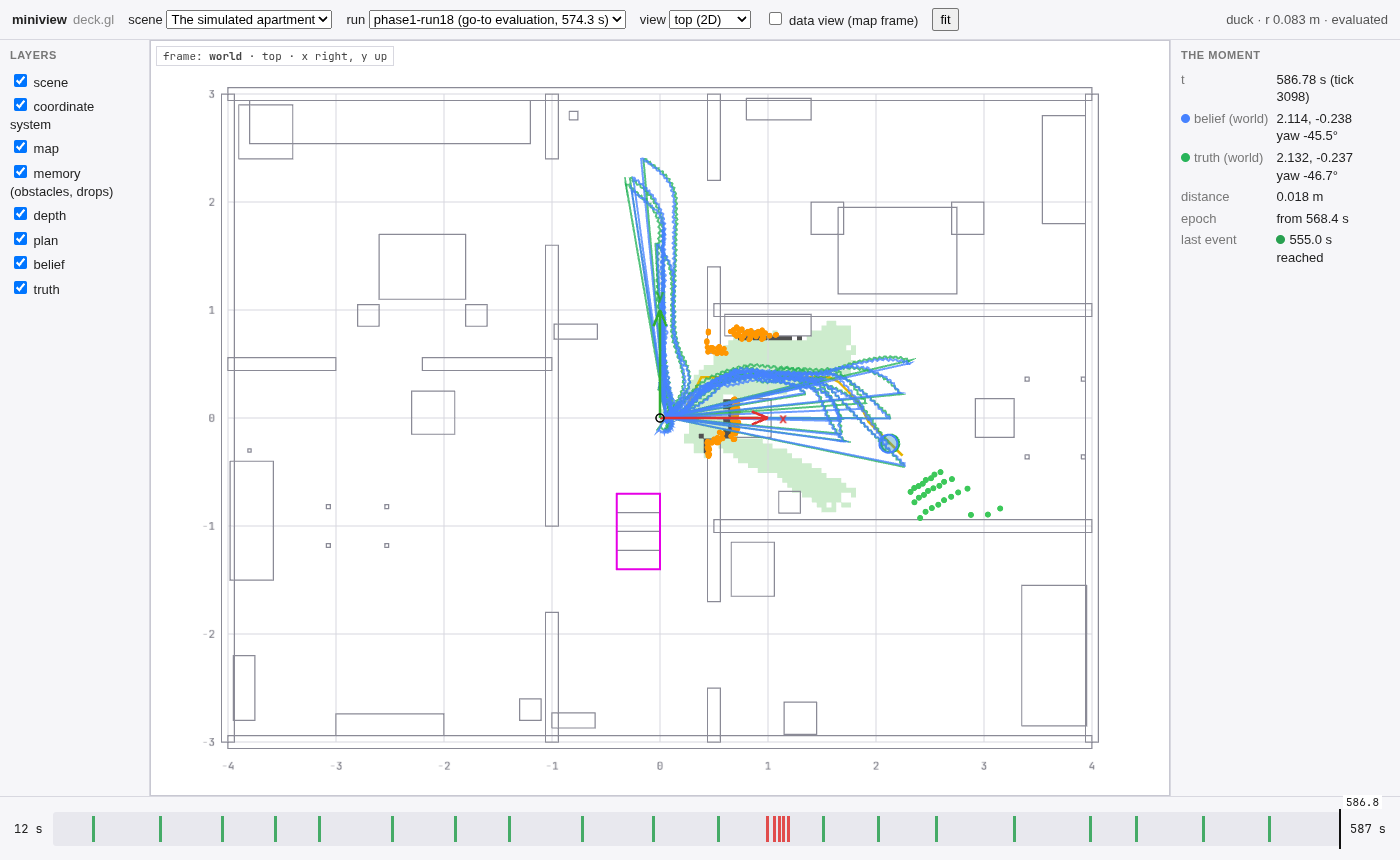 miniview deck.gl scene The simulated apartment run phase1-run18 (go-to evaluation, 574.3 s) view top (2D) data view (map frame) fit duck · r 0.083 m · evaluated
LAYERS
scene
coordinate
system
map
memory
(obstacles, drops)
depth
plan
belief
truth
frame: world · top · x right, y up
3
2
1
0
-1
-2
-3
-4 -3 -2 -1 0 1 2 3 4
x
THE MOMENT
t 586.78 s (tick
3098)
belief (world) 2.114, -0.238
yaw -45.5°
truth (world) 2.132, -0.237
yaw -46.7°
distance 0.018 m
epoch from 568.4 s
last event 555.0 s
reached
586.8
12 s 587 s